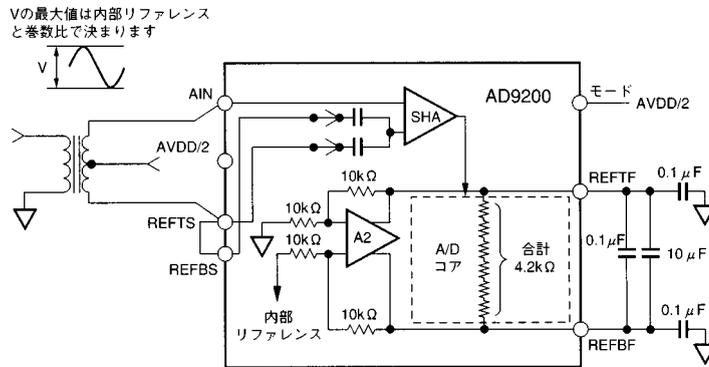 Vの最大値は内部リファレンス
と巻数比で決まります
V
AIN
AD9200
モード
AVDD/2
SHA
AVDD/2
REFTF
0.1μF
10kΩ
10kΩ
REFTS
A2
A/D
コア
合計
4.2kΩ
0.1μF
10μF
10kΩ
REFBS
内部
リファレンス
10kΩ
0.1μF
REFBF